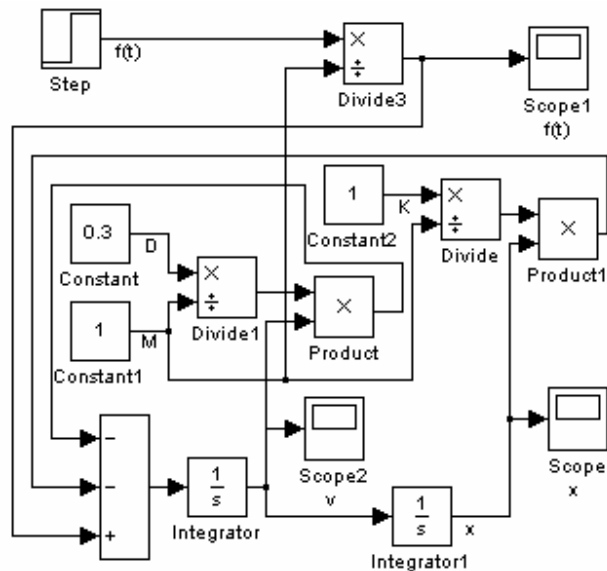 f(t)
×
÷
Step
Divide3
Scope1
f(t)
1
K
×
÷
×
Constant2
Divide
Product1
0.3
D
×
÷
Constant
×
Divide1
1
M
Product
Constant1
−
−
+
1
s
Integrator
Scope2
v
1
s
x
Integrator1
Scope
x